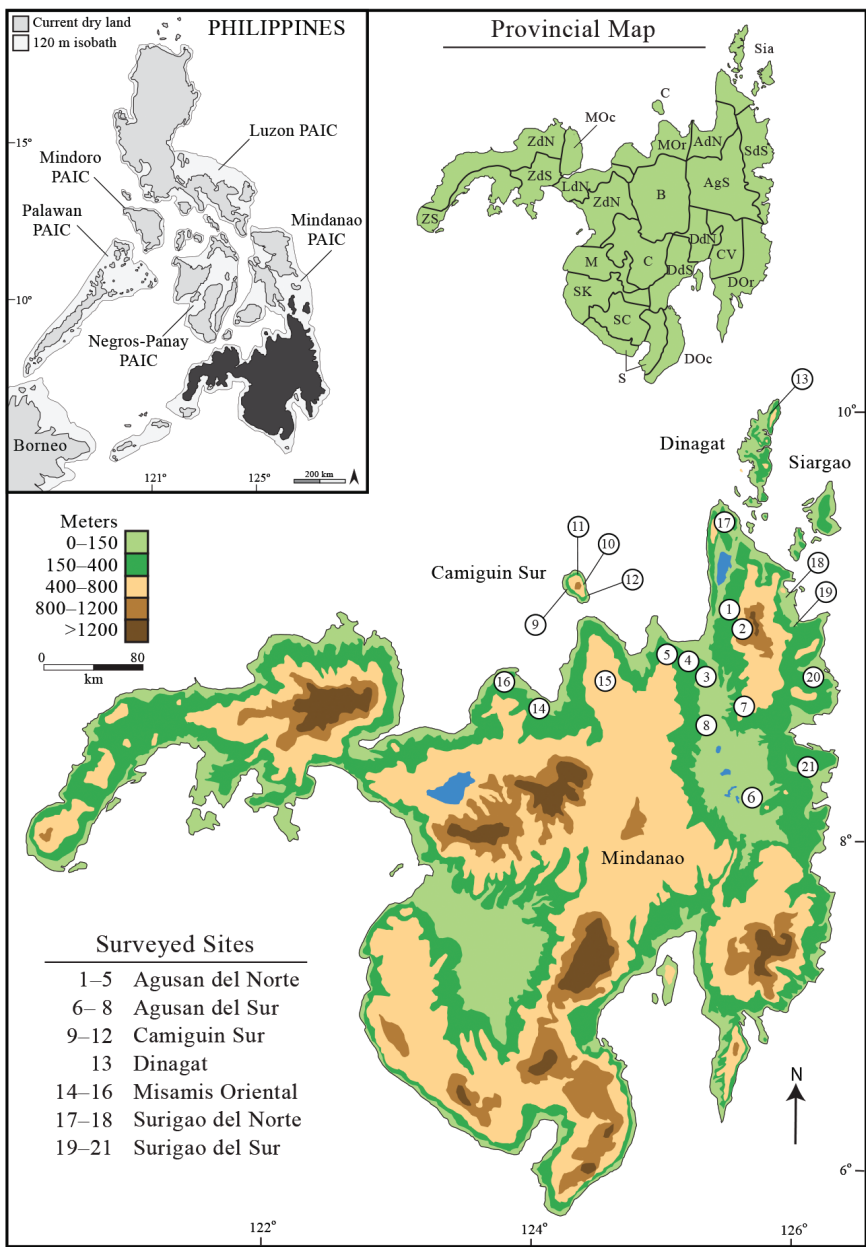 Current dry land
120 m isobath
PHILIPPINES
15°
10°
Luzon PAIC
Mindoro
PAIC
Palawan
PAIC
Mindanao
PAIC
Negros-Panay
PAIC
Borneo
121°
125°
200 km
Provincial Map
Sia
C
MOc
ZdN
MOr
AdN
SdS
ZdS
LdN
ZdN
B
AgS
ZS
DdN
CV
M
C
DdS
DOr
SK
SC
S
DOc
13
10°
Dinagat
Siargao
17
Meters
0–150
150–400
400–800
800–1200
>1200
0
80
km
11
10
Camiguin Sur
12
9
18
19
1
2
5
4
3
20
16
15
14
7
8
21
6
8°
Mindanao
Surveyed Sites
1–5 Agusan del Norte
6– 8 Agusan del Sur
9–12 Camiguin Sur
13 Dinagat
14–16 Misamis Oriental
17–18 Surigao del Norte
19–21 Surigao del Sur
N
6°
122°
124°
126°